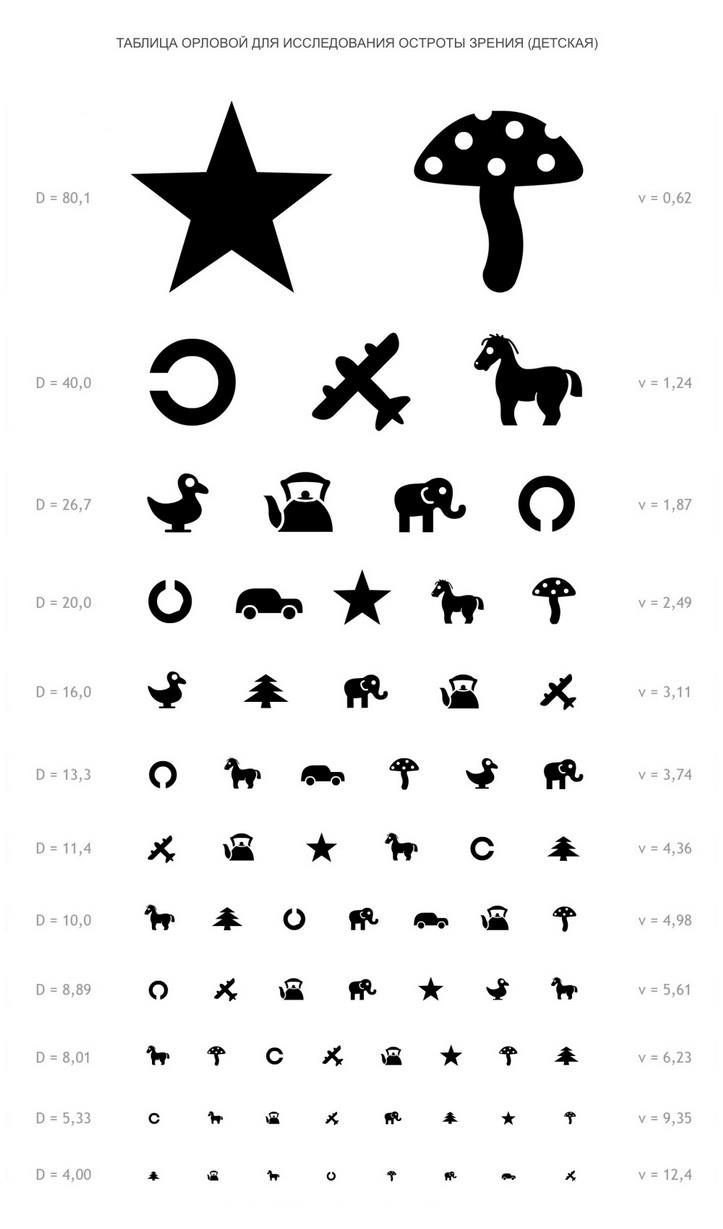 ТАБЛИЦА ОРЛОВОЙ ДЛЯ ИССЛЕДОВАНИЯ ОСТРОТЫ ЗРЕНИЯ (ДЕТСКАЯ)
D = 80,1 v = 0,62
D = 40,0 v = 1,24
D = 26,7 v = 1,87
D = 20,0 v = 2,49
D = 16,0 v = 3,11
D = 13,3 v = 3,74
D = 11,4 v = 4,36
D = 10,0 v = 4,98
D = 8,89 v = 5,61
D = 8,01 v = 6,23
D = 5,33 v = 9,35
D = 4,00 v = 12,4